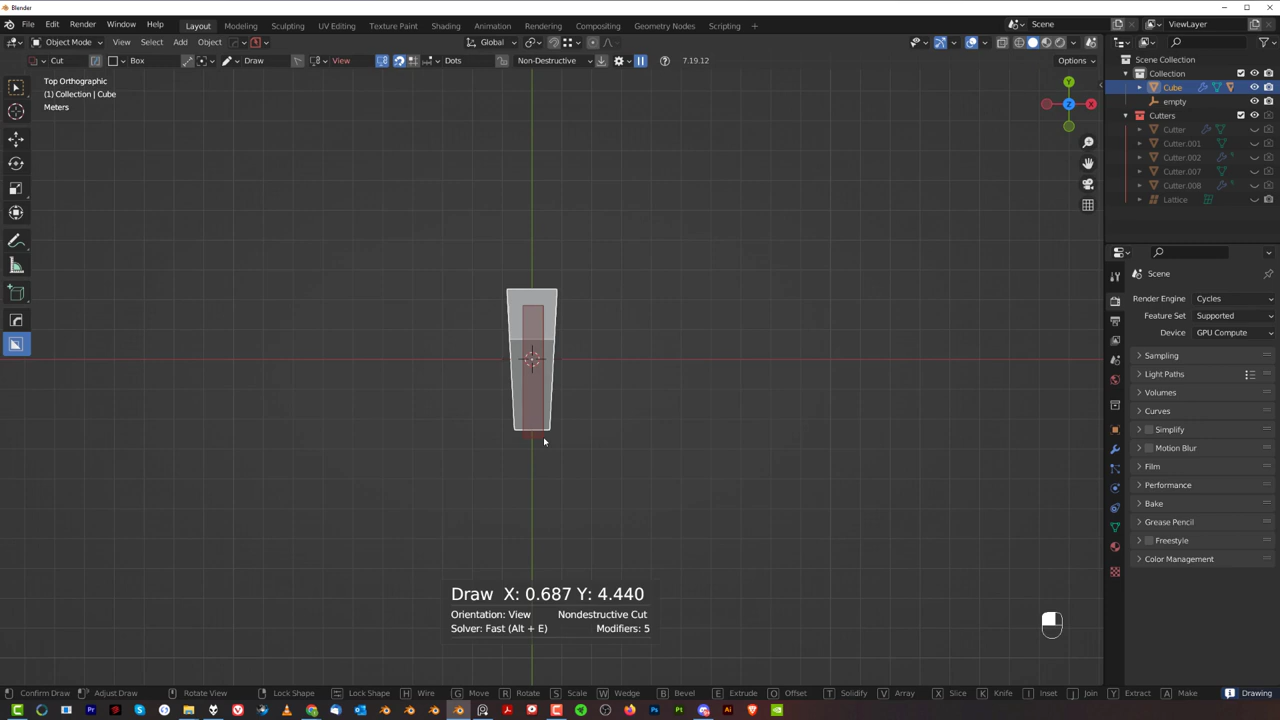 Blender
File Edit Render Window Help Layout Modeling Sculpting UV Editing Texture Paint Shading Animation Rendering Compositing Geometry Nodes Scripting + Scene ViewLayer
Object Mode View Select Add Object Global
Cut Box Draw View Dots Non-Destructive 7.19.12 Options
Top Orthographic
(1) Collection | Cube
Meters
Y
X
Z
Scene Collection
Collection
Cube
empty
Cutters
Cutter
Cutter.001
Cutter.002
Cutter.007
Cutter.008
Lattice
Scene
Render Engine Cycles
Feature Set Supported
Device GPU Compute
Sampling
Light Paths
Volumes
Curves
Simplify
Motion Blur
Film
Performance
Bake
Grease Pencil
Freestyle
Color Management
Draw X: 0.687 Y: 4.440
Orientation: View Nondestructive Cut
Solver: Fast (Alt + E) Modifiers: 5
Confirm Draw Adjust Draw Rotate View Lock Shape Lock Shape H Wire G Move R Rotate S Scale W Wedge B Bevel E Extrude O Offset T Solidify V Array X Slice K Knife I Inset J Join Y Extract A Make Drawing